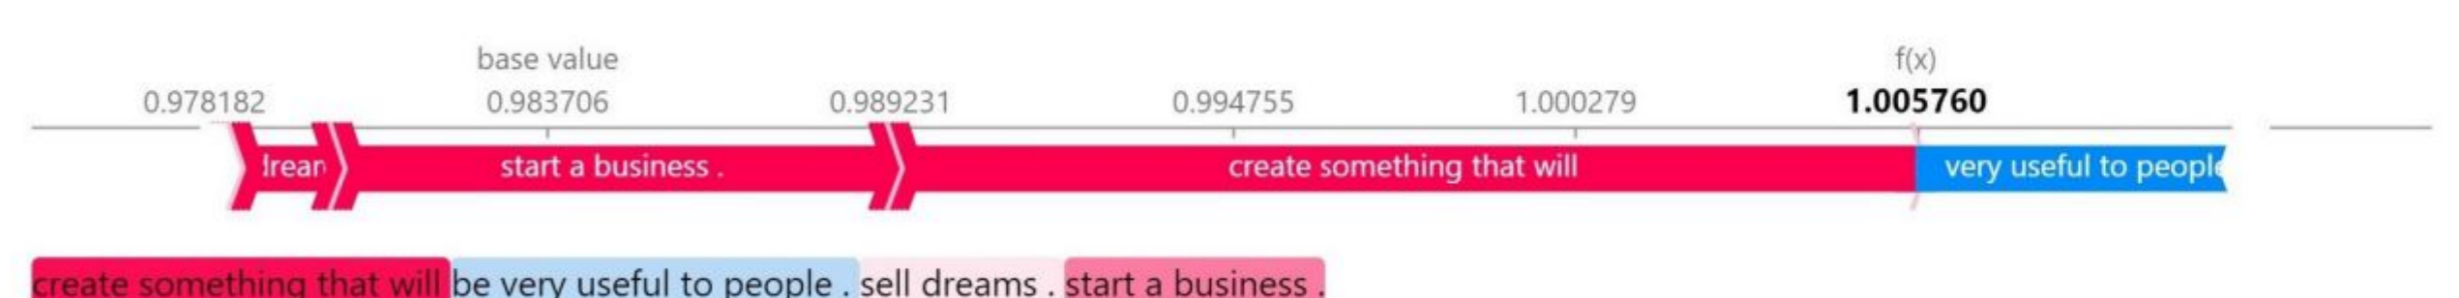 base value f(x)
0.978182 0.983706 0.989231 0.994755 1.000279 1.005760
drean start a business . create something that will very useful to people
create something that will be very useful to people . sell dreams . start a business .